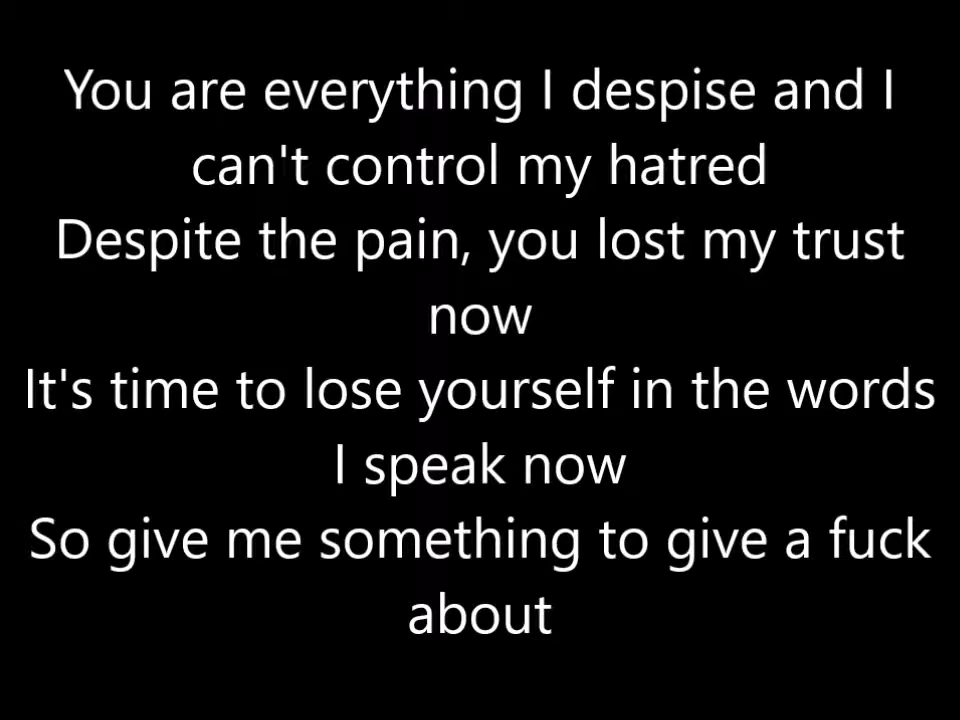 You are everything I despise and I
can't control my hatred
Despite the pain, you lost my trust
now
It's time to lose yourself in the words
I speak now
So give me something to give a fuck
about